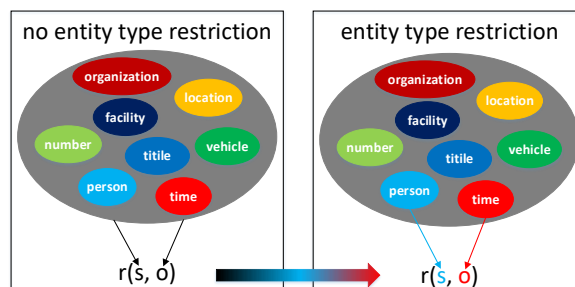 no entity type restriction
organization
location
facility
number
titile
vehicle
person
time
r(s, o)
entity type restriction
organization
location
facility
number
titile
vehicle
person
time
r(s, o)